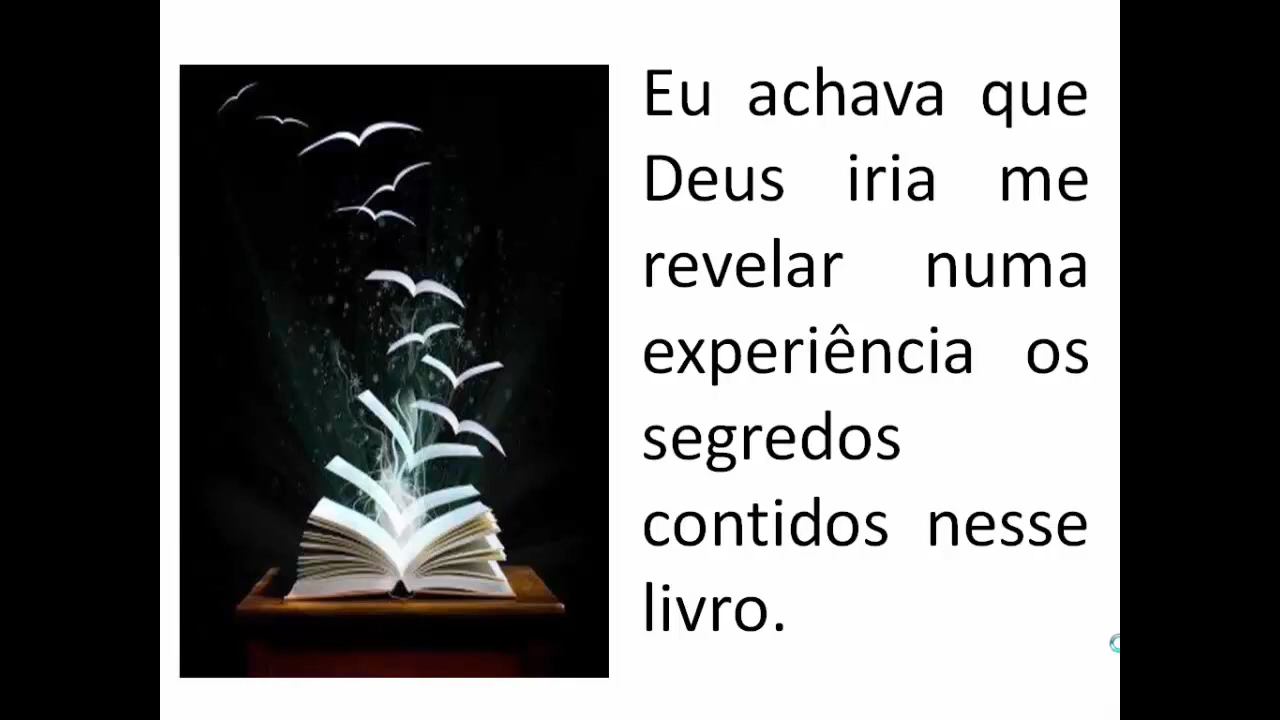 Eu achava que
Deus iria me
revelar numa
experiência os
segredos
contidos nesse
livro.